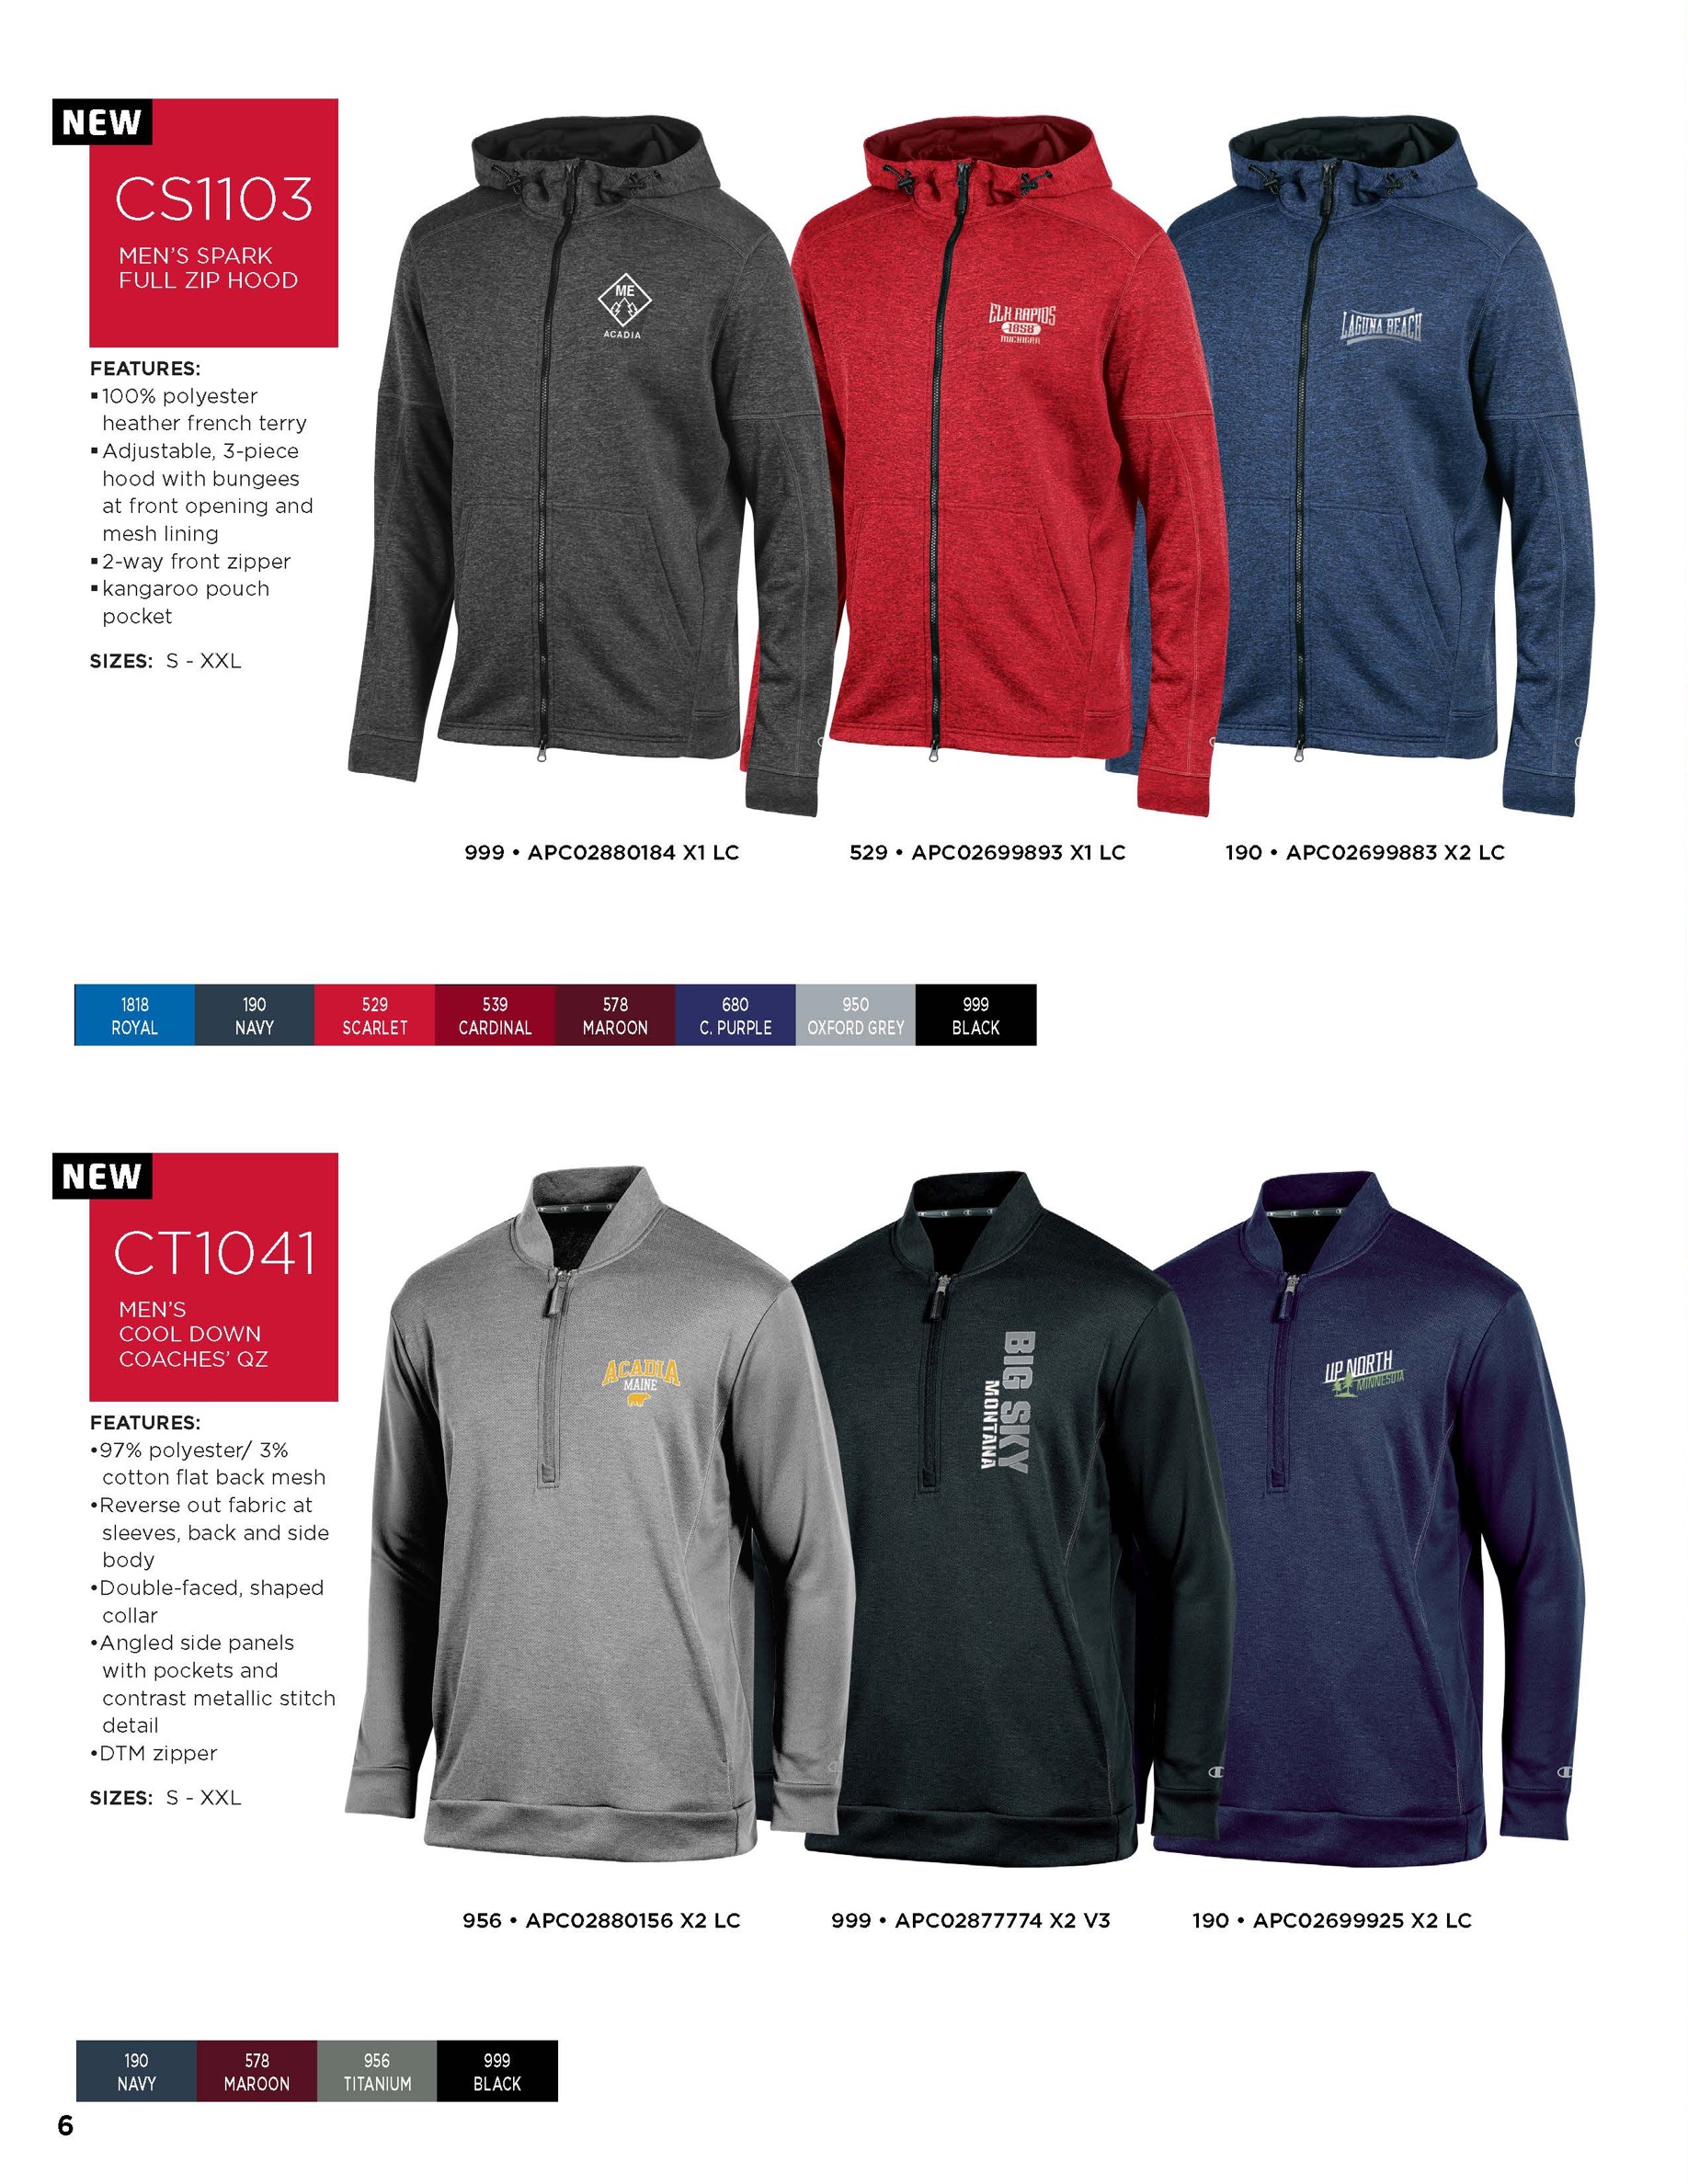 NEW
CS1103
MEN'S SPARK
FULL ZIP HOOD
FEATURES:
▪100% polyester
heather french terry
▪Adjustable, 3-piece
hood with bungees
at front opening and
mesh lining
▪2-way front zipper
▪kangaroo pouch
pocket
SIZES: S - XXL
ME
ACADIA
ELK RAPIDS
1858
MICHIGAN
LAGUNA BEACH
999 • APC02880184 X1 LC
529 • APC02699893 X1 LC
190 • APC02699883 X2 LC
1818
ROYAL
190
NAVY
529
SCARLET
539
CARDINAL
578
MAROON
680
C. PURPLE
950
OXFORD GREY
999
BLACK
NEW
CT1041
MEN'S
COOL DOWN
COACHES' QZ
FEATURES:
•97% polyester/ 3%
cotton flat back mesh
•Reverse out fabric at
sleeves, back and side
body
•Double-faced, shaped
collar
•Angled side panels
with pockets and
contrast metallic stitch
detail
•DTM zipper
SIZES: S - XXL
ACADIA
MAINE
BIG SKY
MONTANA
UP NORTH
MINNESOTA
956 • APC02880156 X2 LC
999 • APC02877774 X2 V3
190 • APC02699925 X2 LC
190
NAVY
578
MAROON
956
TITANIUM
999
BLACK
6